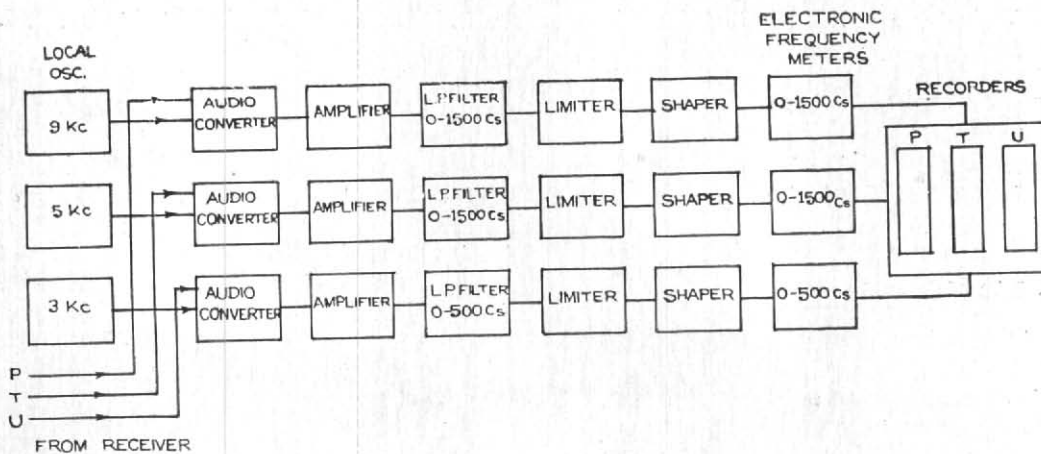 LOCAL
OSC.
ELECTRONIC
FREQUENCY
METERS
RECORDERS
9 Kc
AUDIO
CONVERTER
AMPLIFIER
L.P.FILTER
0-1500 Cs
LIMITER
SHAPER
0-1500 Cs
P T U
5 Kc
AUDIO
CONVERTER
AMPLIFIER
L.P.FILTER
0-1500 Cs
LIMITER
SHAPER
0-1500 Cs
3 Kc
AUDIO
CONVERTER
AMPLIFIER
L.P.FILTER
0-500 Cs
LIMITER
SHAPER
0-500 Cs
P
T
U
FROM RECEIVER